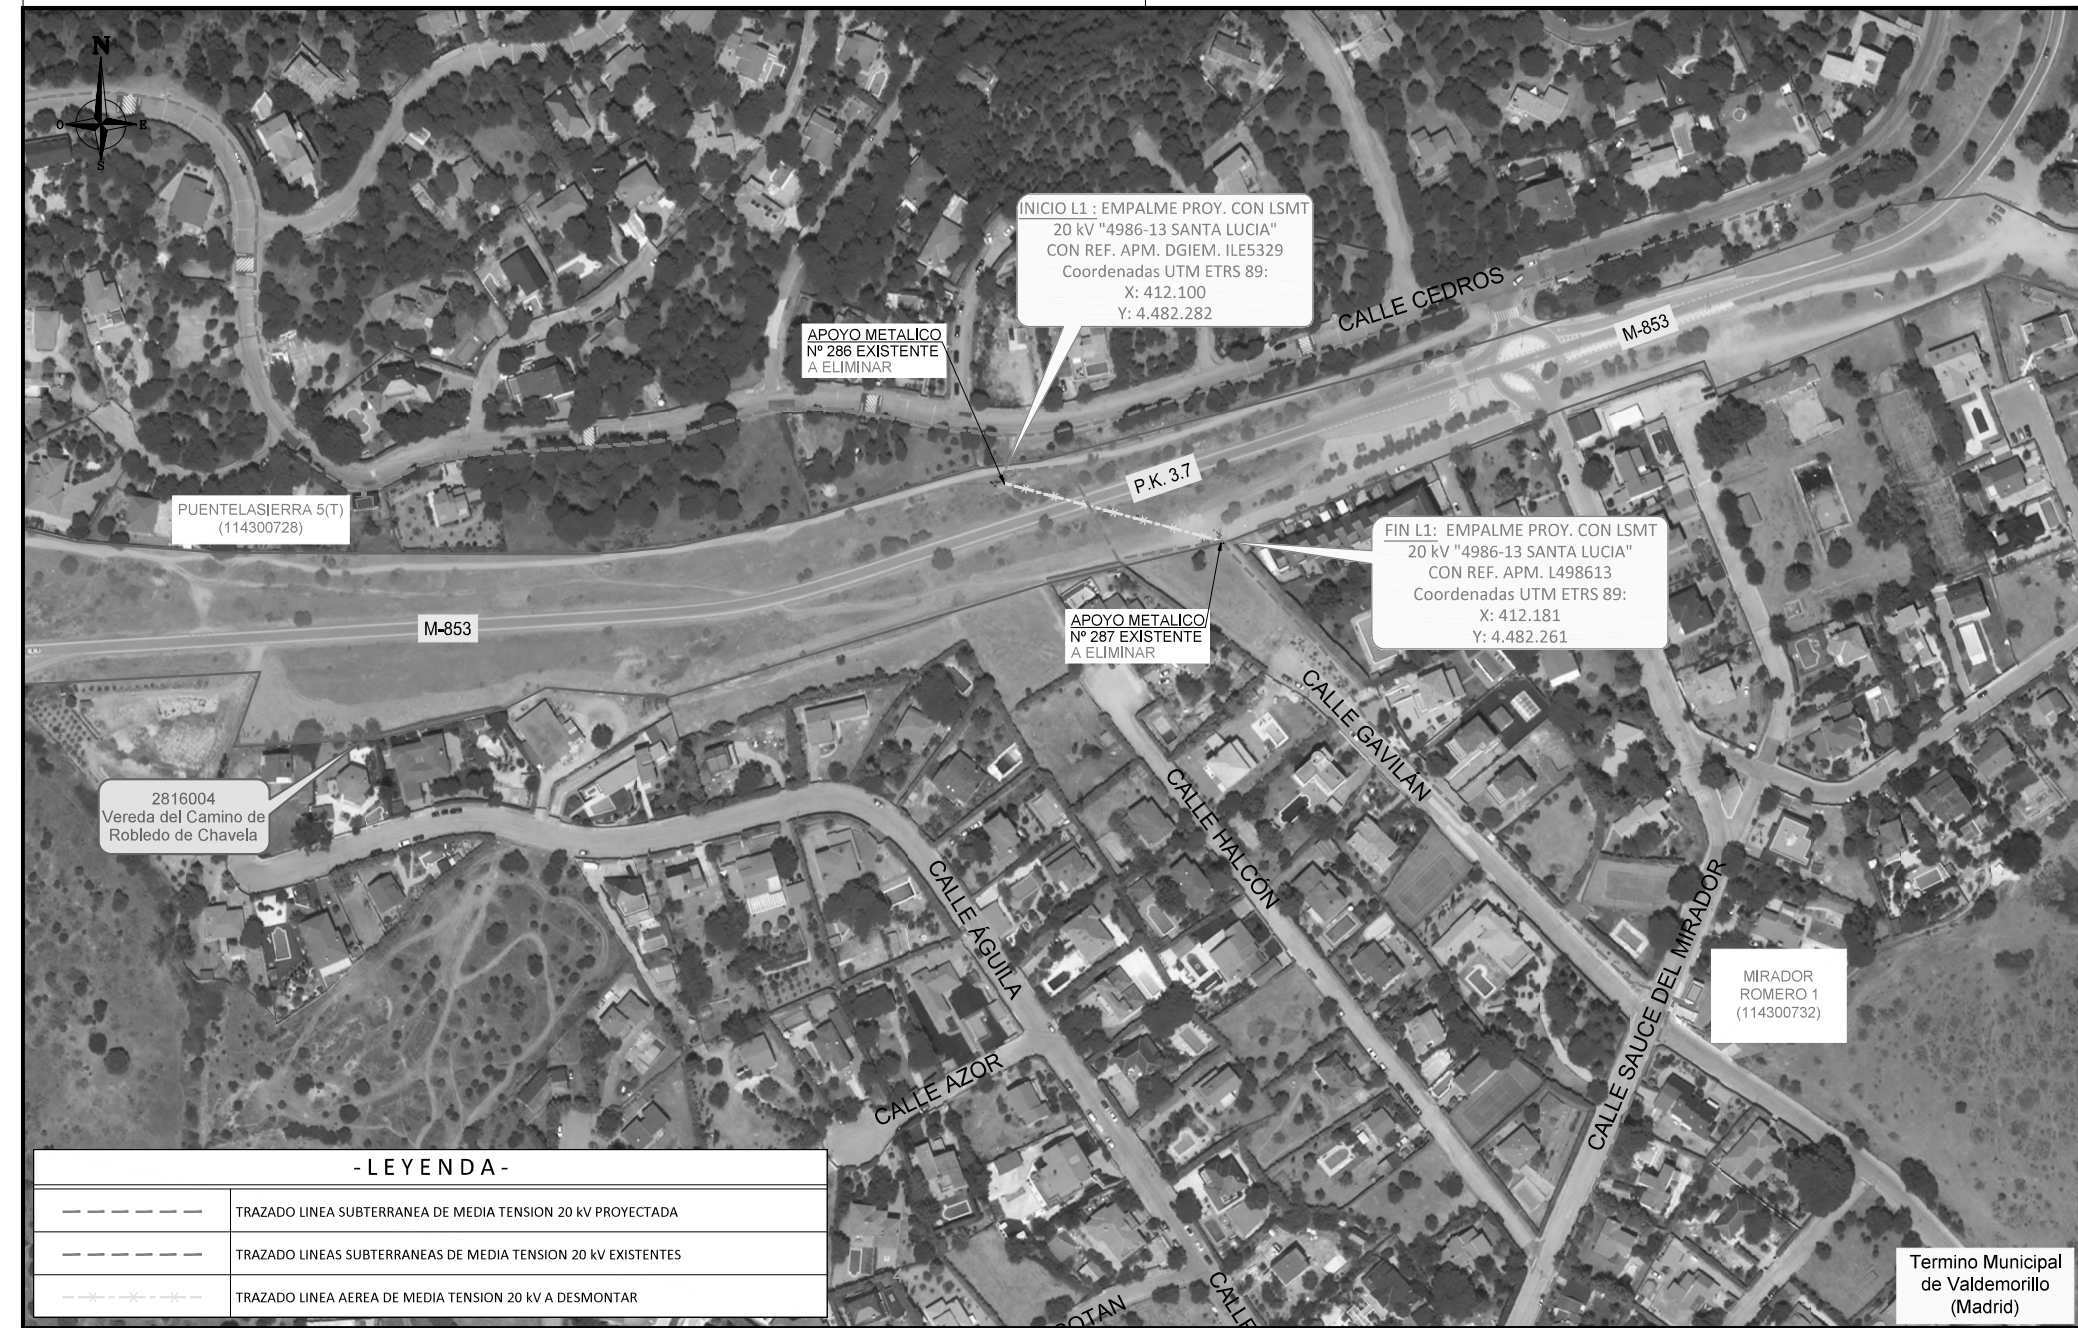 N
O
E
S
INICIO L1 : EMPALME PROY. CON LSMT
20 kV "4986-13 SANTA LUCIA"
CON REF. APM. DGIEM. ILE5329
Coordenadas UTM ETRS 89:
X: 412.100
Y: 4.482.282
CALLE CEDROS
M-853
APOYO METALICO
Nº 286 EXISTENTE
A ELIMINAR
P.K. 3.7
PUENTELASIERRA 5(T)
(114300728)
FIN L1: EMPALME PROY. CON LSMT
20 kV "4986-13 SANTA LUCIA"
CON REF. APM. L498613
Coordenadas UTM ETRS 89:
X: 412.181
Y: 4.482.261
M-853
APOYO METALICO
Nº 287 EXISTENTE
A ELIMINAR
CALLE GAVILÁN
2816004
Vereda del Camino de
Robledo de Chavela
CALLE HALCÓN
CALLE ÁGUILA
CALLE SAUCE DEL MIRADOR
MIRADOR
ROMERO 1
(114300732)
CALLE AZOR
-LEYENDA-
TRAZADO LINEA SUBTERRANEA DE MEDIA TENSION 20 kV PROYECTADA
TRAZADO LINEAS SUBTERRANEAS DE MEDIA TENSION 20 kV EXISTENTES
TRAZADO LINEA AEREA DE MEDIA TENSION 20 kV A DESMONTAR
CALLE
Termino Municipal
de Valdemorillo
(Madrid)